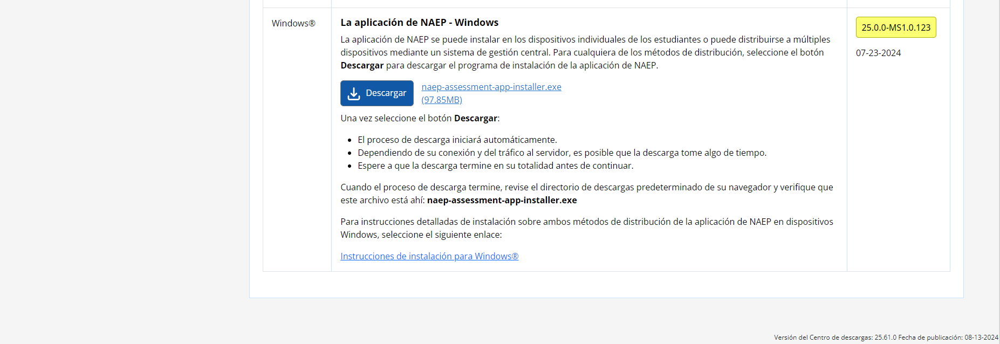 Windows®
La aplicación de NAEP - Windows
La aplicación de NAEP se puede instalar en los dispositivos individuales de los estudiantes o puede distribuirse a múltiples
dispositivos mediante un sistema de gestión central. Para cualquiera de los métodos de distribución, seleccione el botón
Descargar para descargar el programa de instalación de la aplicación de NAEP.
Descargar
naep-assessment-app-installer.exe
(97.85MB)
Una vez seleccione el botón Descargar:
• El proceso de descarga iniciará automáticamente.
• Dependiendo de su conexión y del tráfico al servidor, es posible que la descarga tome algo de tiempo.
• Espere a que la descarga termine en su totalidad antes de continuar.
Cuando el proceso de descarga termine, revise el directorio de descargas predeterminado de su navegador y verifique que
este archivo está ahí: naep-assessment-app-installer.exe
Para instrucciones detalladas de instalación sobre ambos métodos de distribución de la aplicación de NAEP en dispositivos
Windows, seleccione el siguiente enlace:
Instrucciones de instalación para Windows®
25.0.0-MS1.0.123
07-23-2024
Versión del Centro de descargas: 25.61.0 Fecha de publicación: 08-13-2024